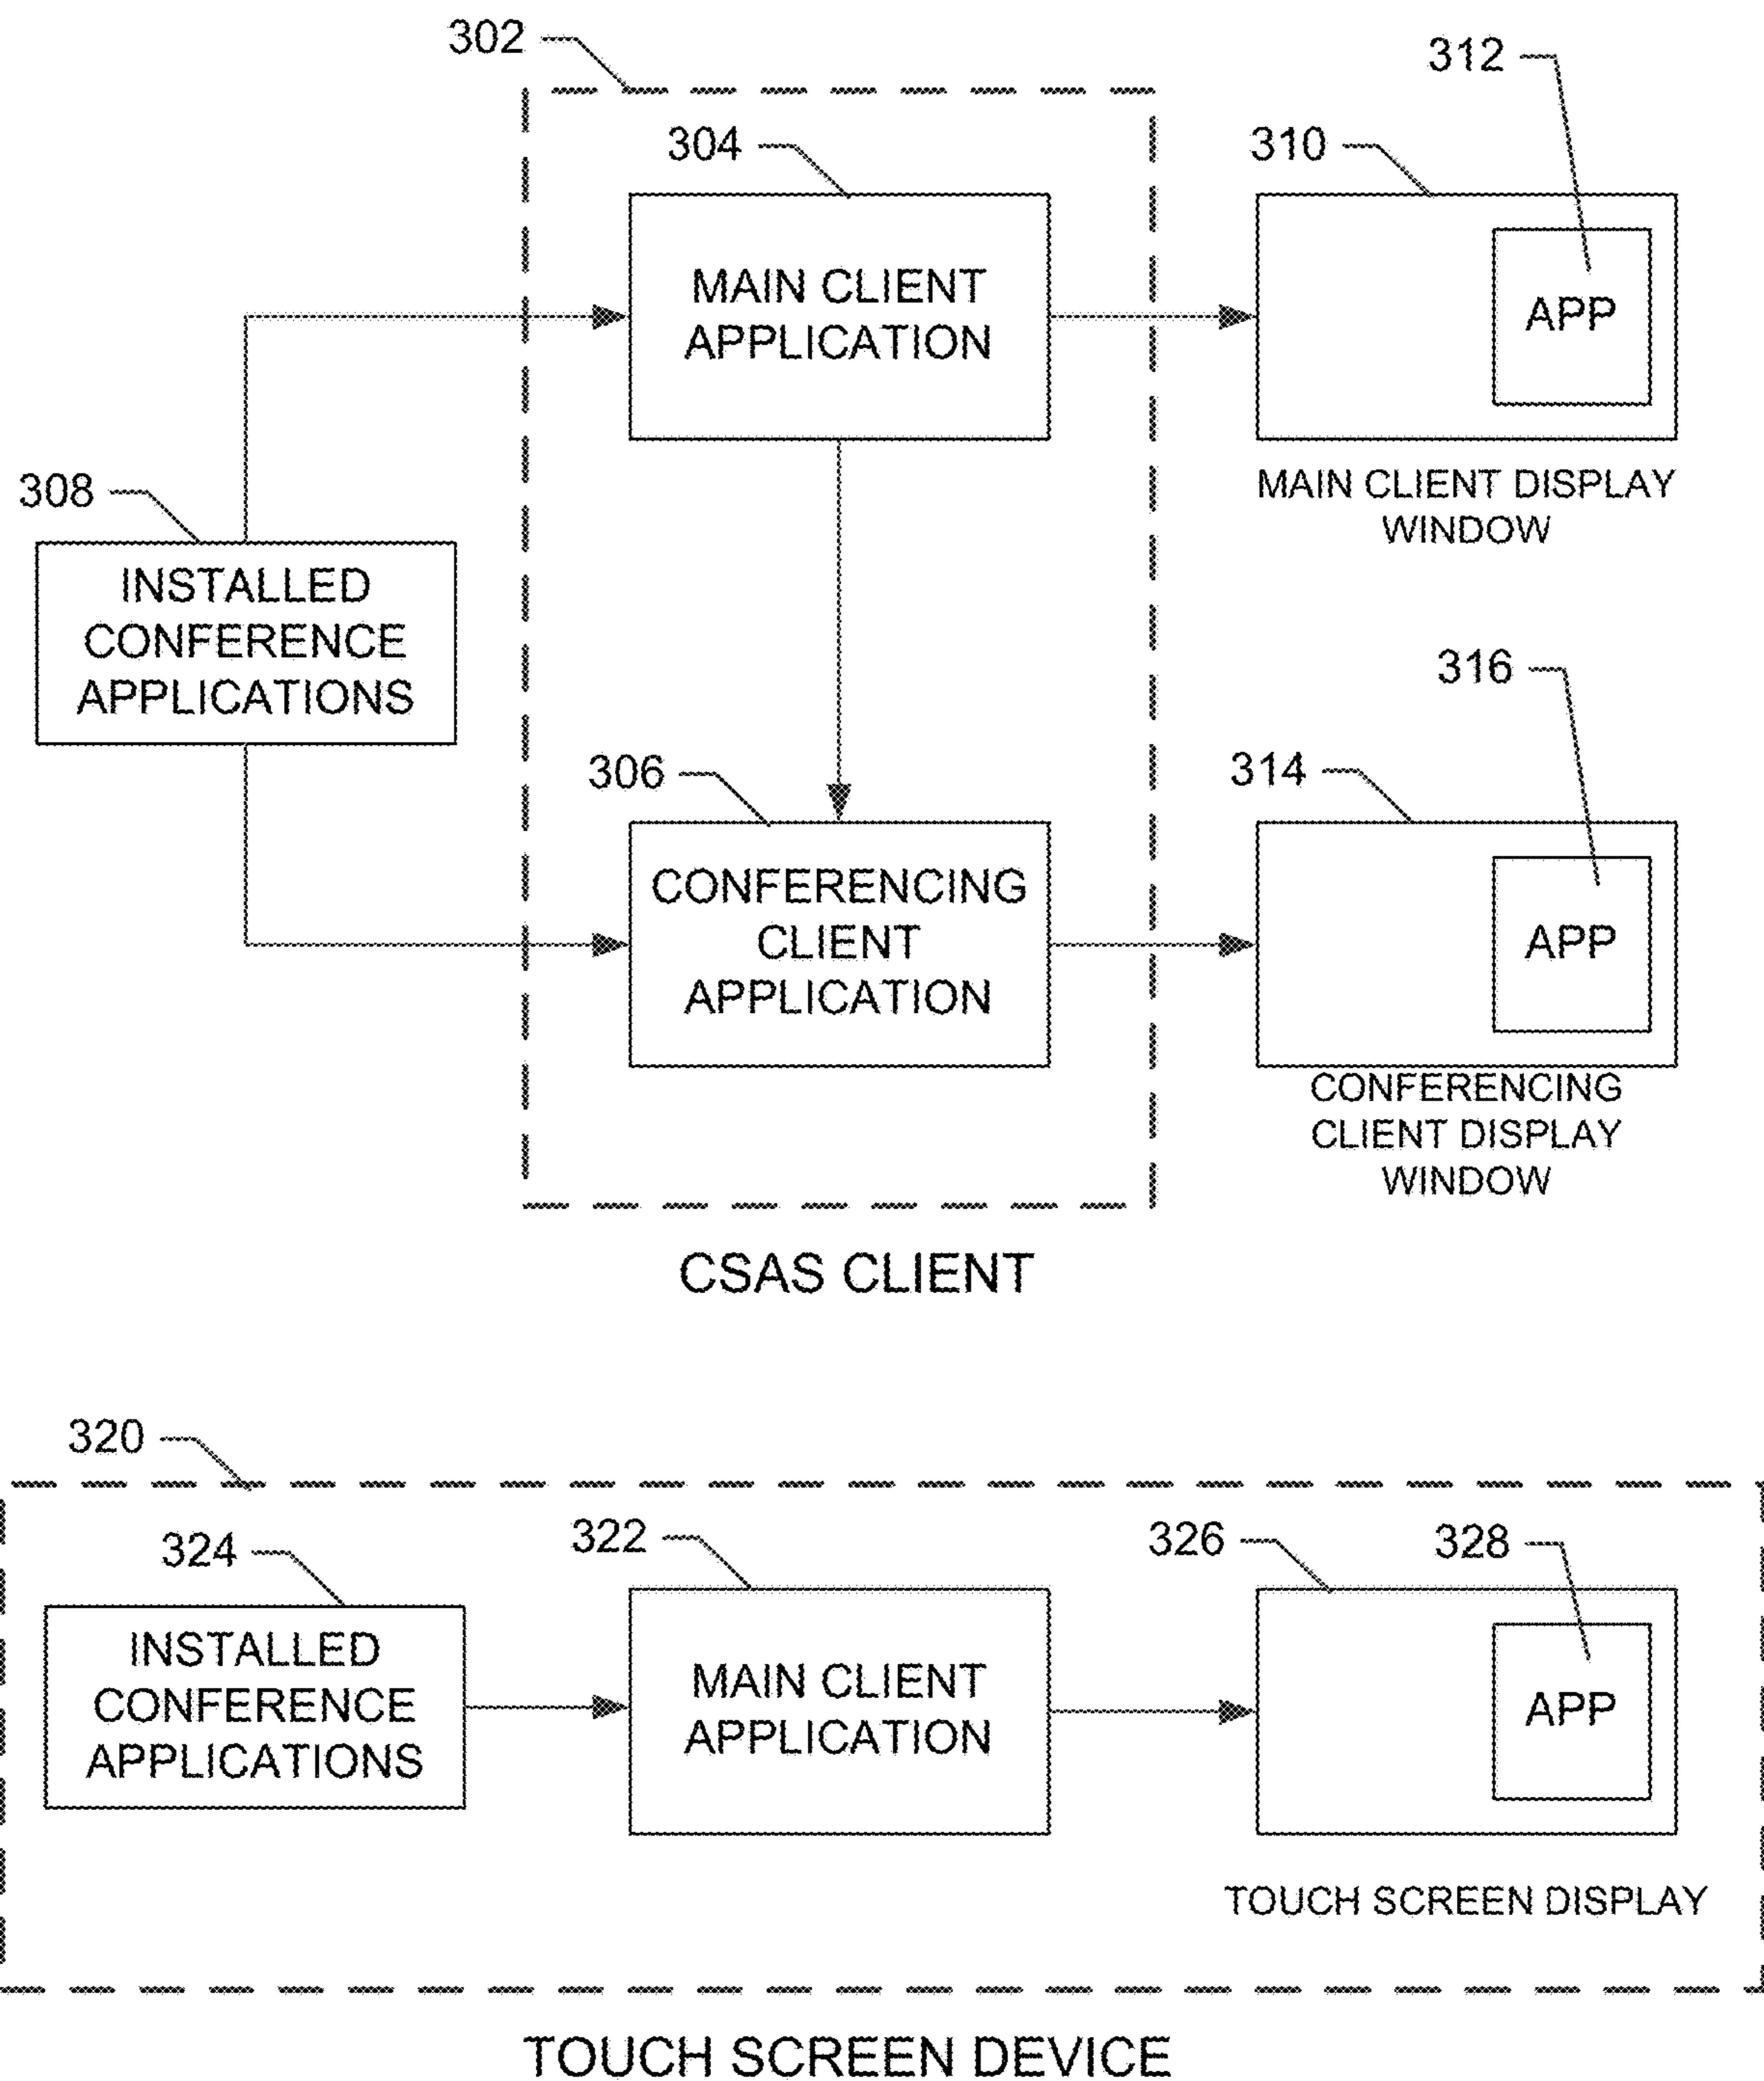 302
312
304
310
MAIN CLIENT
APPLICATION
APP
308
MAIN CLIENT DISPLAY
WINDOW
INSTALLED
CONFERENCE
APPLICATIONS
316
306
314
CONFERENCING
CLIENT
APPLICATION
APP
CONFERENCING
CLIENT DISPLAY
WINDOW
CSAS CLIENT
320
324
322
326
328
INSTALLED
CONFERENCE
APPLICATIONS
MAIN CLIENT
APPLICATION
APP
TOUCH SCREEN DISPLAY
TOUCH SCREEN DEVICE